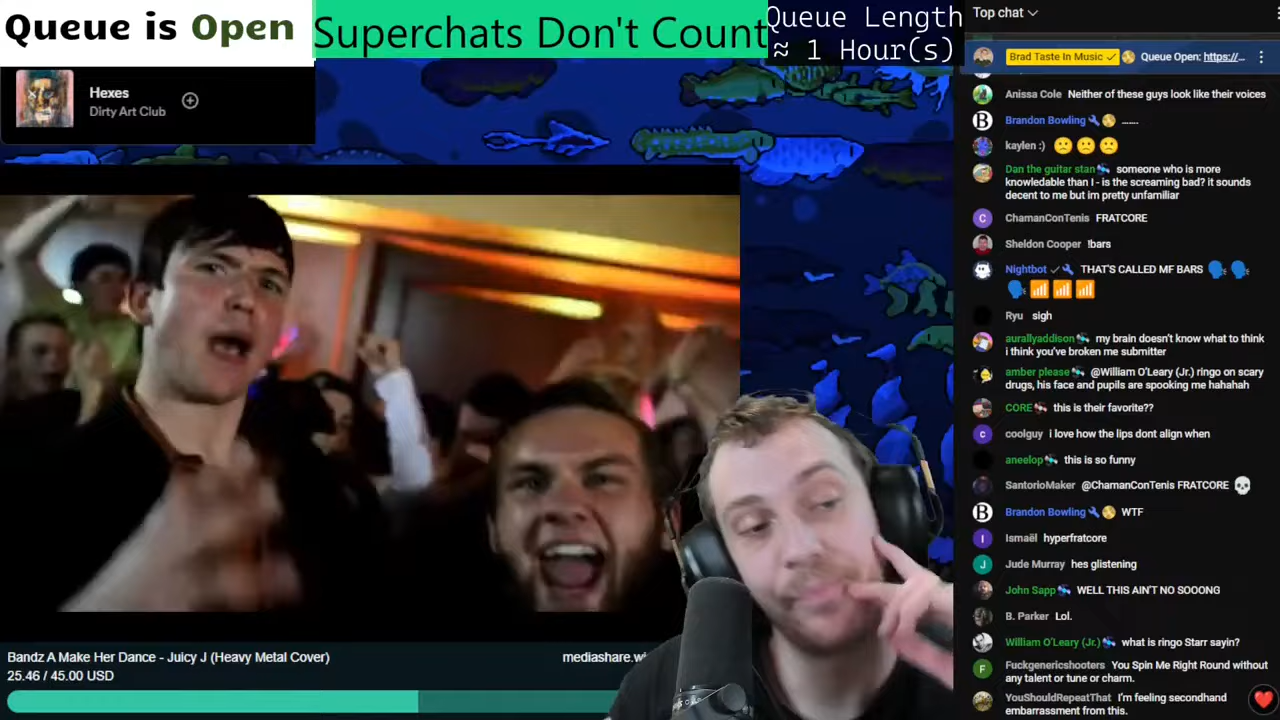 Queue is Open
Superchats Don't Count
Queue Length
≈ 1 Hour(s)
Hexes
Dirty Art Club
Bandz A Make Her Dance - Juicy J (Heavy Metal Cover)
mediashare.wi
25.46 / 45.00 USD
Top chat
Brad Taste In Music Queue Open: https://...
Anissa Cole Neither of these guys look like their voices
Brandon Bowling .......
kaylen :)
Dan the guitar stan someone who is more
knowledable than I - is the screaming bad? it sounds
decent to me but im pretty unfamiliar
ChamanConTenis FRATCORE
Sheldon Cooper !bars
Nightbot THAT'S CALLED MF BARS
Ryu sigh
aurallyaddison my brain doesn't know what to think
i think you've broken me submitter
amber please @William O'Leary (Jr.) ringo on scary
drugs, his face and pupils are spooking me hahahah
CORE this is their favorite??
coolguy i love how the lips dont align when
aneelop this is so funny
SantorioMaker @ChamanConTenis FRATCORE
Brandon Bowling WTF
Ismaël hyperfratcore
Jude Murray hes glistening
John Sapp WELL THIS AIN'T NO SOOONG
B. Parker Lol.
William O'Leary (Jr.) what is ringo Starr sayin?
Fuckgenericshooters You Spin Me Right Round without
any talent or tune or charm.
YouShouldRepeatThat I'm feeling secondhand
embarrassment from this.